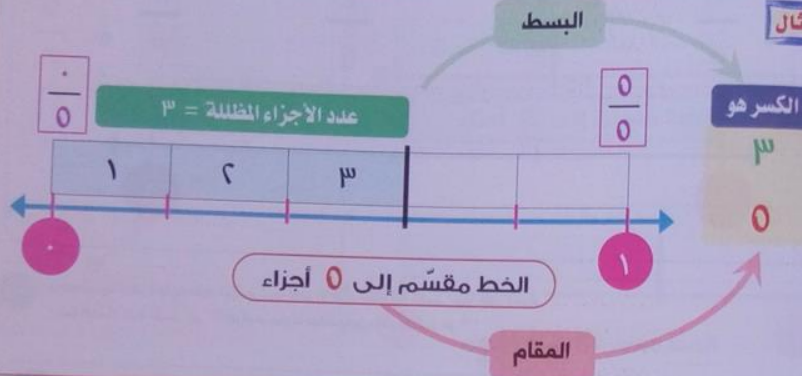 مثال
البسط
٠
٥
عدد الأجزاء المظللة = ٣
٥
٥
الكسر هو
٣
٥
١ ٢ ٣
٠
١
الخط مقسّم إلى ٥ أجزاء
المقام